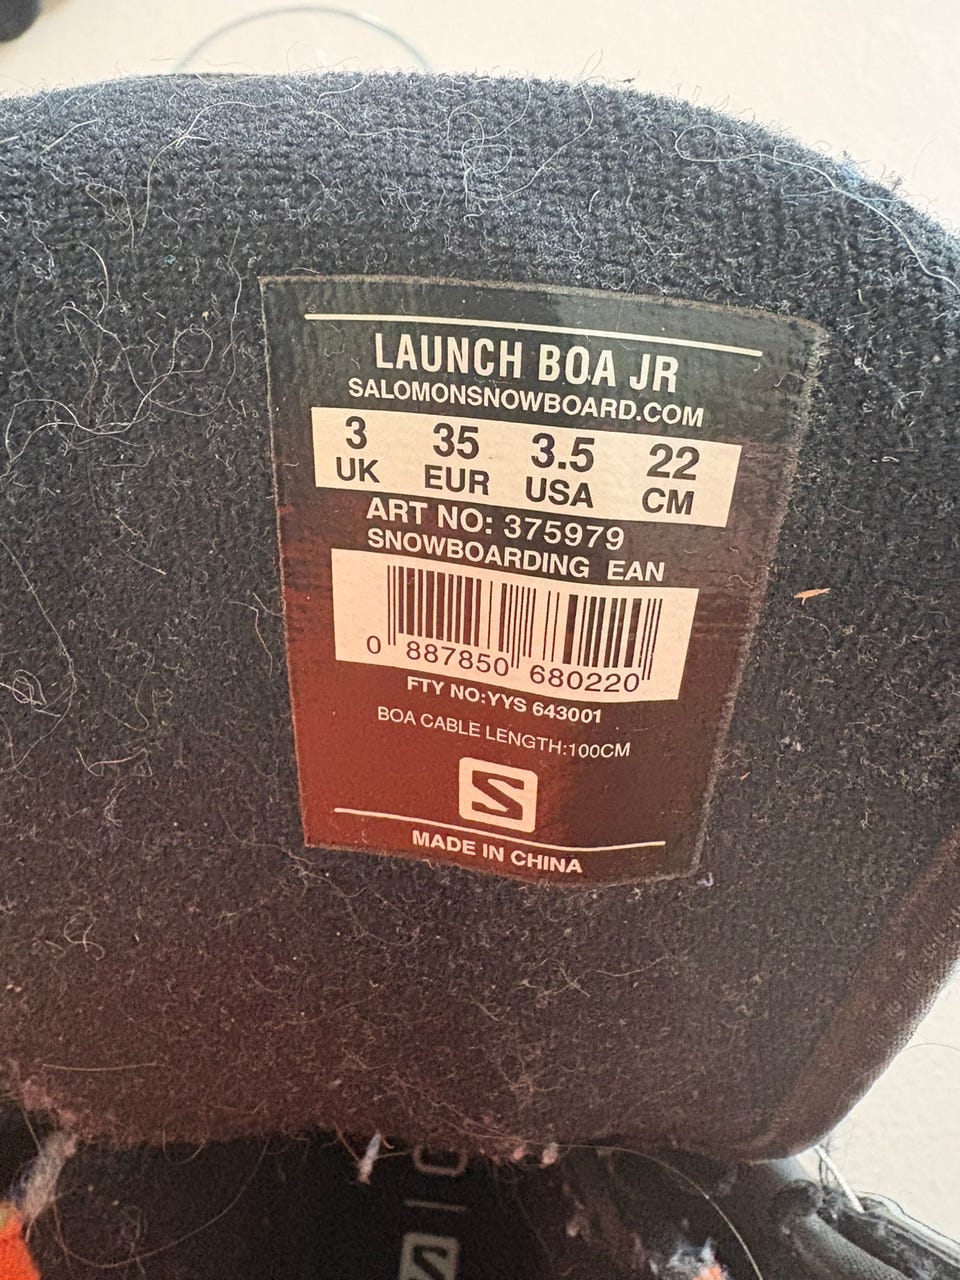 LAUNCH BOA JR
SALOMONSNOWBOARD.COM
3 35 3.5 22
UK EUR USA CM
ART NO: 375979
SNOWBOARDING EAN
0 887850 680220
FTY NO:YYS 643001
BOA CABLE LENGTH:100CM
S
MADE IN CHINA